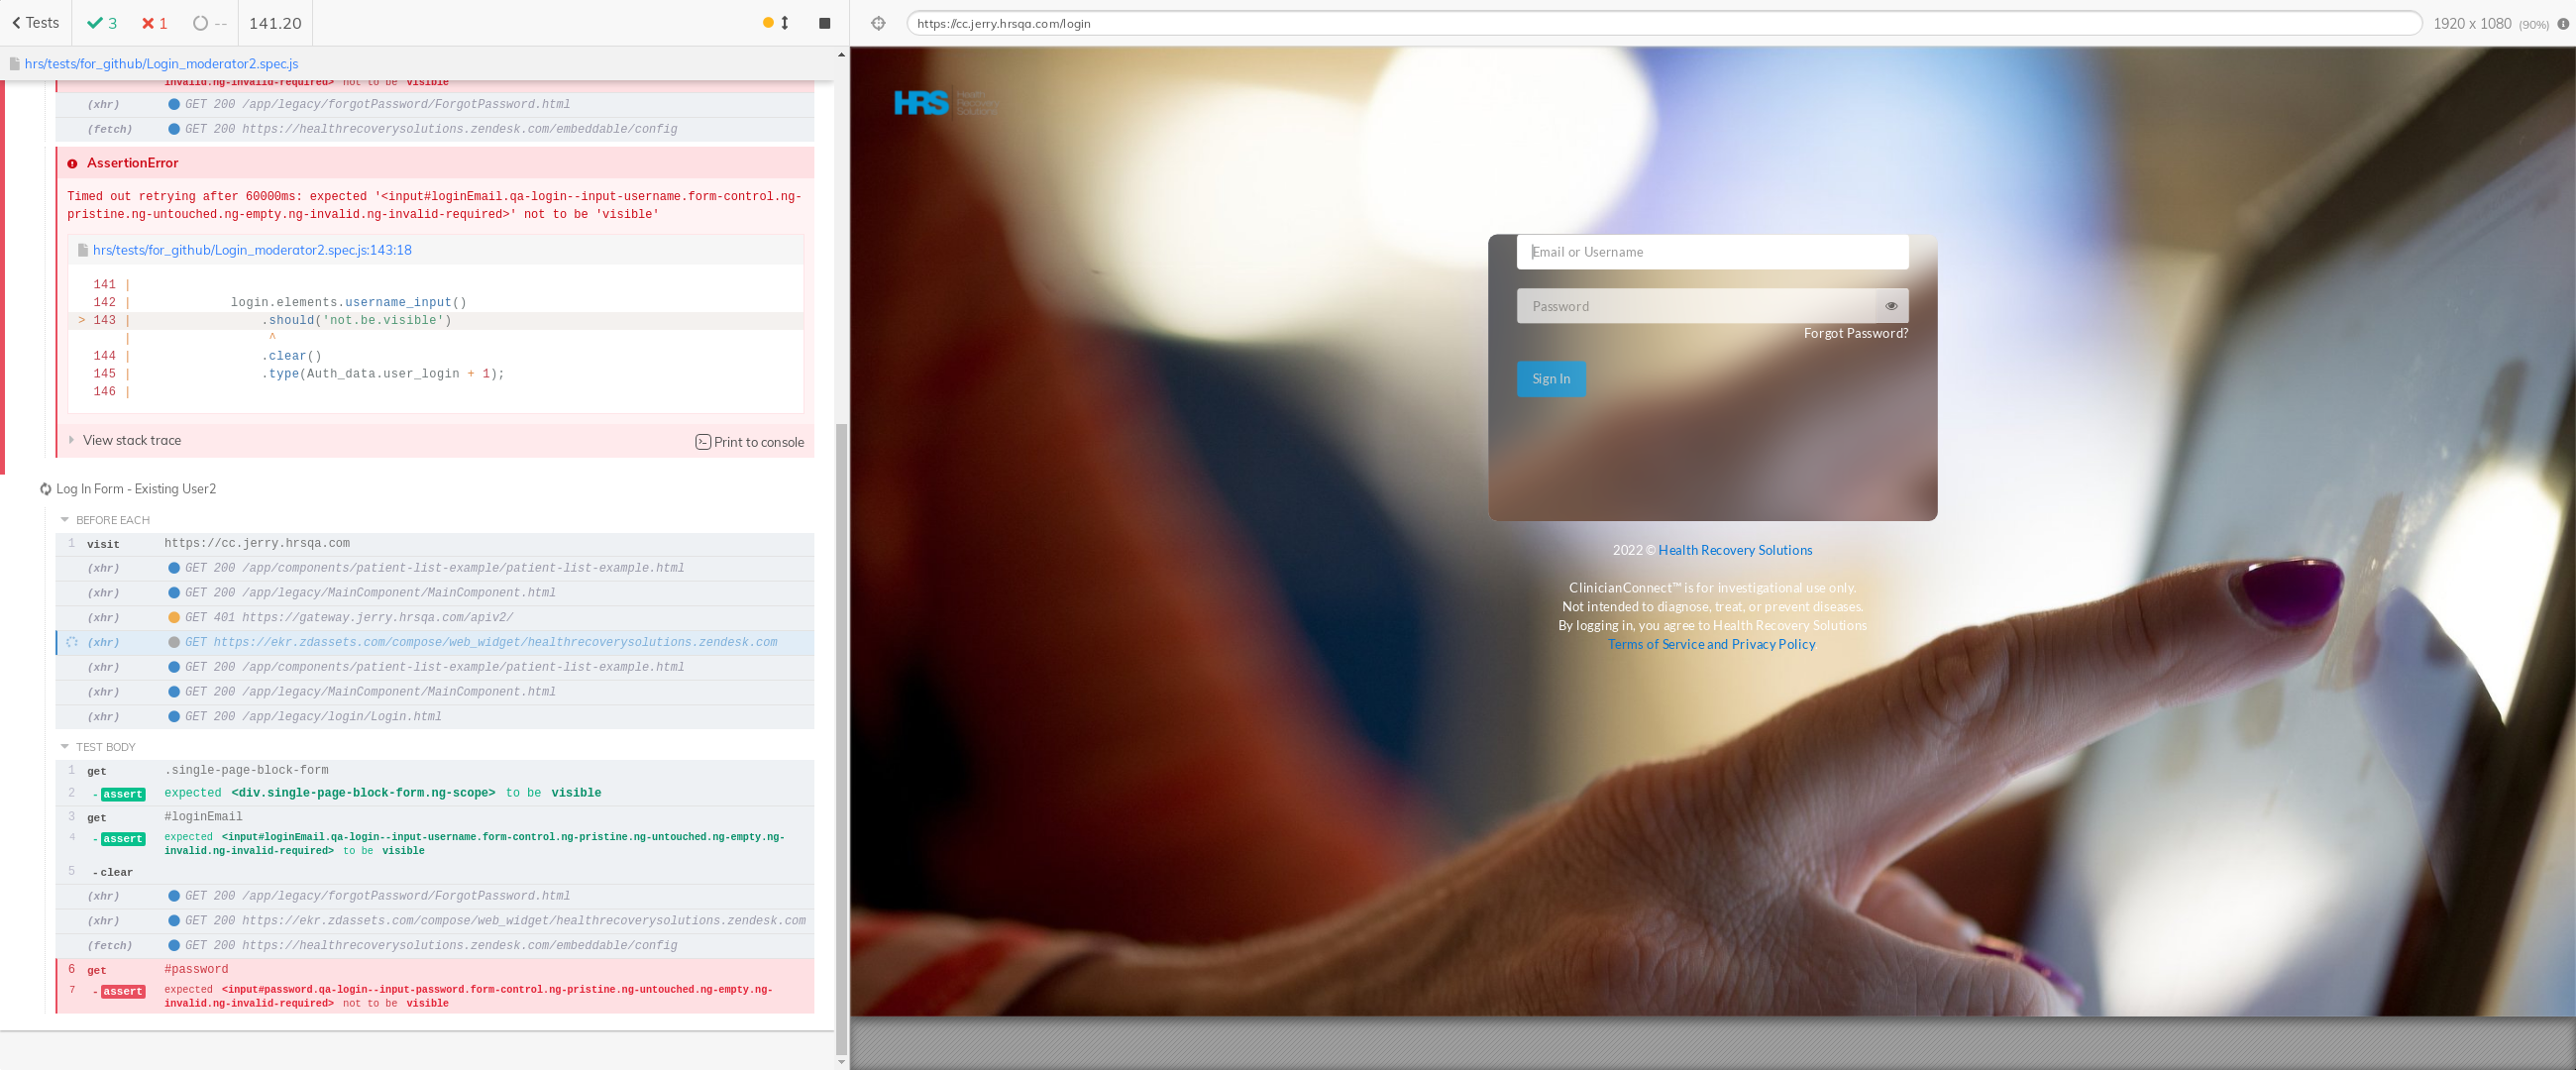 Tests
3
1
--
141.20
https://cc.jerry.hrsqa.com/login
1920 x 1080 (90%)
hrs/tests/for_github/Login_moderator2.spec.js
invalid.ng-invalid-required> not to be visible
(xhr) GET 200 /app/legacy/forgotPassword/ForgotPassword.html
(fetch) GET 200 https://healthrecoverysolutions.zendesk.com/embeddable/config
AssertionError
Timed out retrying after 60000ms: expected '<input#loginEmail.qa-login--input-username.form-control.ng-
pristine.ng-untouched.ng-empty.ng-invalid.ng-invalid-required>' not to be 'visible'
hrs/tests/for_github/Login_moderator2.spec.js:143:18
141 |
142 | login.elements.username_input()
> 143 | .should('not.be.visible')
| ^
144 | .clear()
145 | .type(Auth_data.user_login + 1);
146 |
View stack trace
Print to console
Log In Form - Existing User2
BEFORE EACH
1 visit https://cc.jerry.hrsqa.com
(xhr) GET 200 /app/components/patient-list-example/patient-list-example.html
(xhr) GET 200 /app/legacy/MainComponent/MainComponent.html
(xhr) GET 401 https://gateway.jerry.hrsqa.com/apiv2/
(xhr) GET https://ekr.zdassets.com/compose/web_widget/healthrecoverysolutions.zendesk.com
(xhr) GET 200 /app/components/patient-list-example/patient-list-example.html
(xhr) GET 200 /app/legacy/MainComponent/MainComponent.html
(xhr) GET 200 /app/legacy/login/Login.html
TEST BODY
1 get .single-page-block-form
2 -assert expected <div.single-page-block-form.ng-scope> to be visible
3 get #loginEmail
4 -assert expected <input#loginEmail.qa-login--input-username.form-control.ng-pristine.ng-untouched.ng-empty.ng-
invalid.ng-invalid-required> to be visible
5 -clear
(xhr) GET 200 /app/legacy/forgotPassword/ForgotPassword.html
(xhr) GET 200 https://ekr.zdassets.com/compose/web_widget/healthrecoverysolutions.zendesk.com
(fetch) GET 200 https://healthrecoverysolutions.zendesk.com/embeddable/config
6 get #password
7 -assert expected <input#password.qa-login--input-password.form-control.ng-pristine.ng-untouched.ng-empty.ng-
invalid.ng-invalid-required> not to be visible
HRS
Health
Recovery
Solutions
Email or Username
Password
Forgot Password?
Sign In
2022 © Health Recovery Solutions
ClinicianConnect™ is for investigational use only.
Not intended to diagnose, treat, or prevent diseases.
By logging in, you agree to Health Recovery Solutions
Terms of Service and Privacy Policy